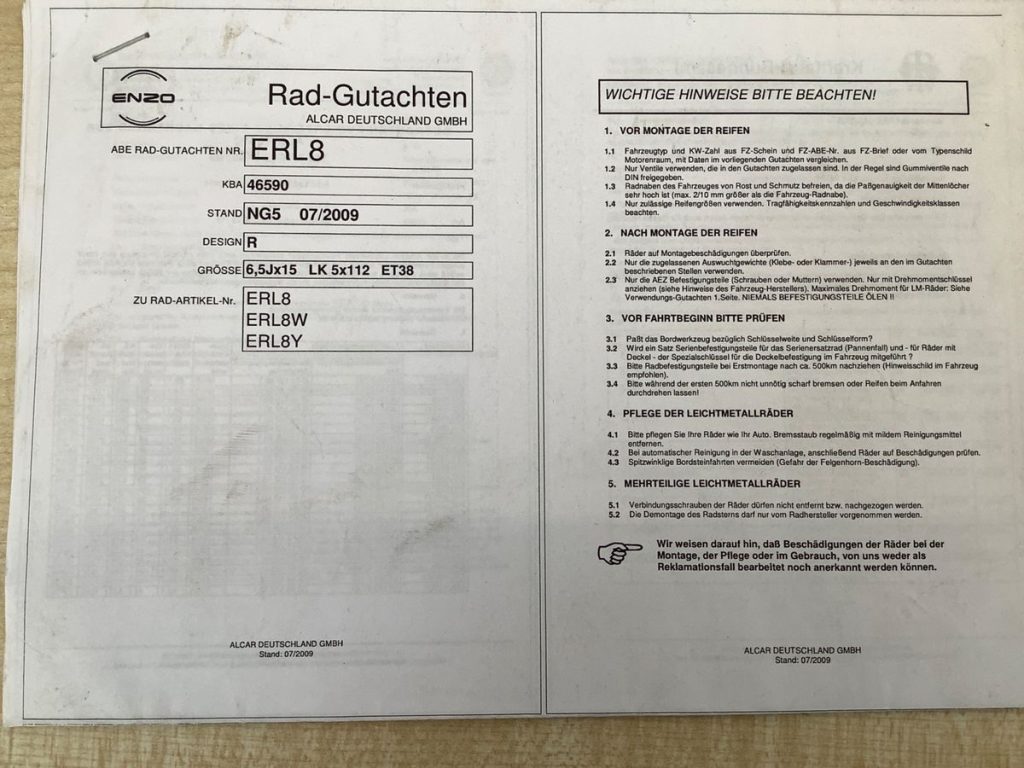 ENZO
Rad-Gutachten
ALCAR DEUTSCHLAND GMBH
ABE RAD-GUTACHTEN NR. ERL8
KBA 46590
STAND NG5 07/2009
DESIGN R
GRÖSSE 6,5Jx15 LK 5x112 ET38
ZU RAD-ARTIKEL-Nr. ERL8
ERL8W
ERL8Y
ALCAR DEUTSCHLAND GMBH
Stand: 07/2009
WICHTIGE HINWEISE BITTE BEACHTEN!
1. VOR MONTAGE DER REIFEN
1.1 Fahrzeugtyp und KW-Zahl aus FZ-Schein und FZ-ABE-Nr. aus FZ-Brief oder vom Typenschild
Motorenraum, mit Daten im vorliegenden Gutachten vergleichen.
1.2 Nur Ventile verwenden, die in den Gutachten zugelassen sind. In der Regel sind Gummiventile nach
DIN freigegeben.
1.3 Radnaben des Fahrzeuges von Rost und Schmutz befreien, da die Paßgenauigkeit der Mittenlöcher
sehr hoch ist (max. 2/10 mm größer als die Fahrzeug-Radnabe).
1.4 Nur zulässige Reifengrößen verwenden. Tragfähigkeitskennzahlen und Geschwindigkeitsklassen
beachten.
2. NACH MONTAGE DER REIFEN
2.1 Räder auf Montagebeschädigungen überprüfen.
2.2 Nur die zugelassenen Auswuchtgewichte (Klebe- oder Klammer-) jeweils an den im Gutachten
beschriebenen Stellen verwenden.
2.3 Nur die AEZ Befestigungsteile (Schrauben oder Muttern) verwenden. Nur mit Drehmomentschlüssel
anziehen (siehe Hinweise des Fahrzeug-Herstellers). Maximales Drehmoment für LM-Räder: Siehe
Verwendungs-Gutachten 1.Seite. NIEMALS BEFESTIGUNGSTEILE ÖLEN !!
3. VOR FAHRTBEGINN BITTE PRÜFEN
3.1 Paßt das Bordwerkzeug bezüglich Schlüsselweite und Schlüsselform?
3.2 Wird ein Satz Serienbefestigungsteile für das Serienersatzrad (Pannenfall) und - für Räder mit
Deckel - der Spezialschlüssel für die Deckelbefestigung im Fahrzeug mitgeführt ?
3.3 Bitte Radbefestigungsteile bei Erstmontage nach ca. 500km nachziehen (Hinweisschild im Fahrzeug
empfohlen).
3.4 Bitte während der ersten 500km nicht unnötig scharf bremsen oder Reifen beim Anfahren
durchdrehen lassen!
4. PFLEGE DER LEICHTMETALLRÄDER
4.1 Bitte pflegen Sie Ihre Räder wie Ihr Auto. Bremsstaub regelmäßig mit mildem Reinigungsmittel
entfernen.
4.2 Bei automatischer Reinigung in der Waschanlage, anschließend Räder auf Beschädigungen prüfen.
4.3 Spitzwinklige Bordsteinfahrten vermeiden (Gefahr der Felgenhorn-Beschädigung).
5. MEHRTEILIGE LEICHTMETALLRÄDER
5.1 Verbindungsschrauben der Räder dürfen nicht entfernt bzw. nachgezogen werden.
5.2 Die Demontage des Radsterns darf nur vom Radhersteller vorgenommen werden.
Wir weisen darauf hin, daß Beschädigungen der Räder bei der
Montage, der Pflege oder im Gebrauch, von uns weder als
Reklamationsfall bearbeitet noch anerkannt werden können.
ALCAR DEUTSCHLAND GMBH
Stand: 07/2009